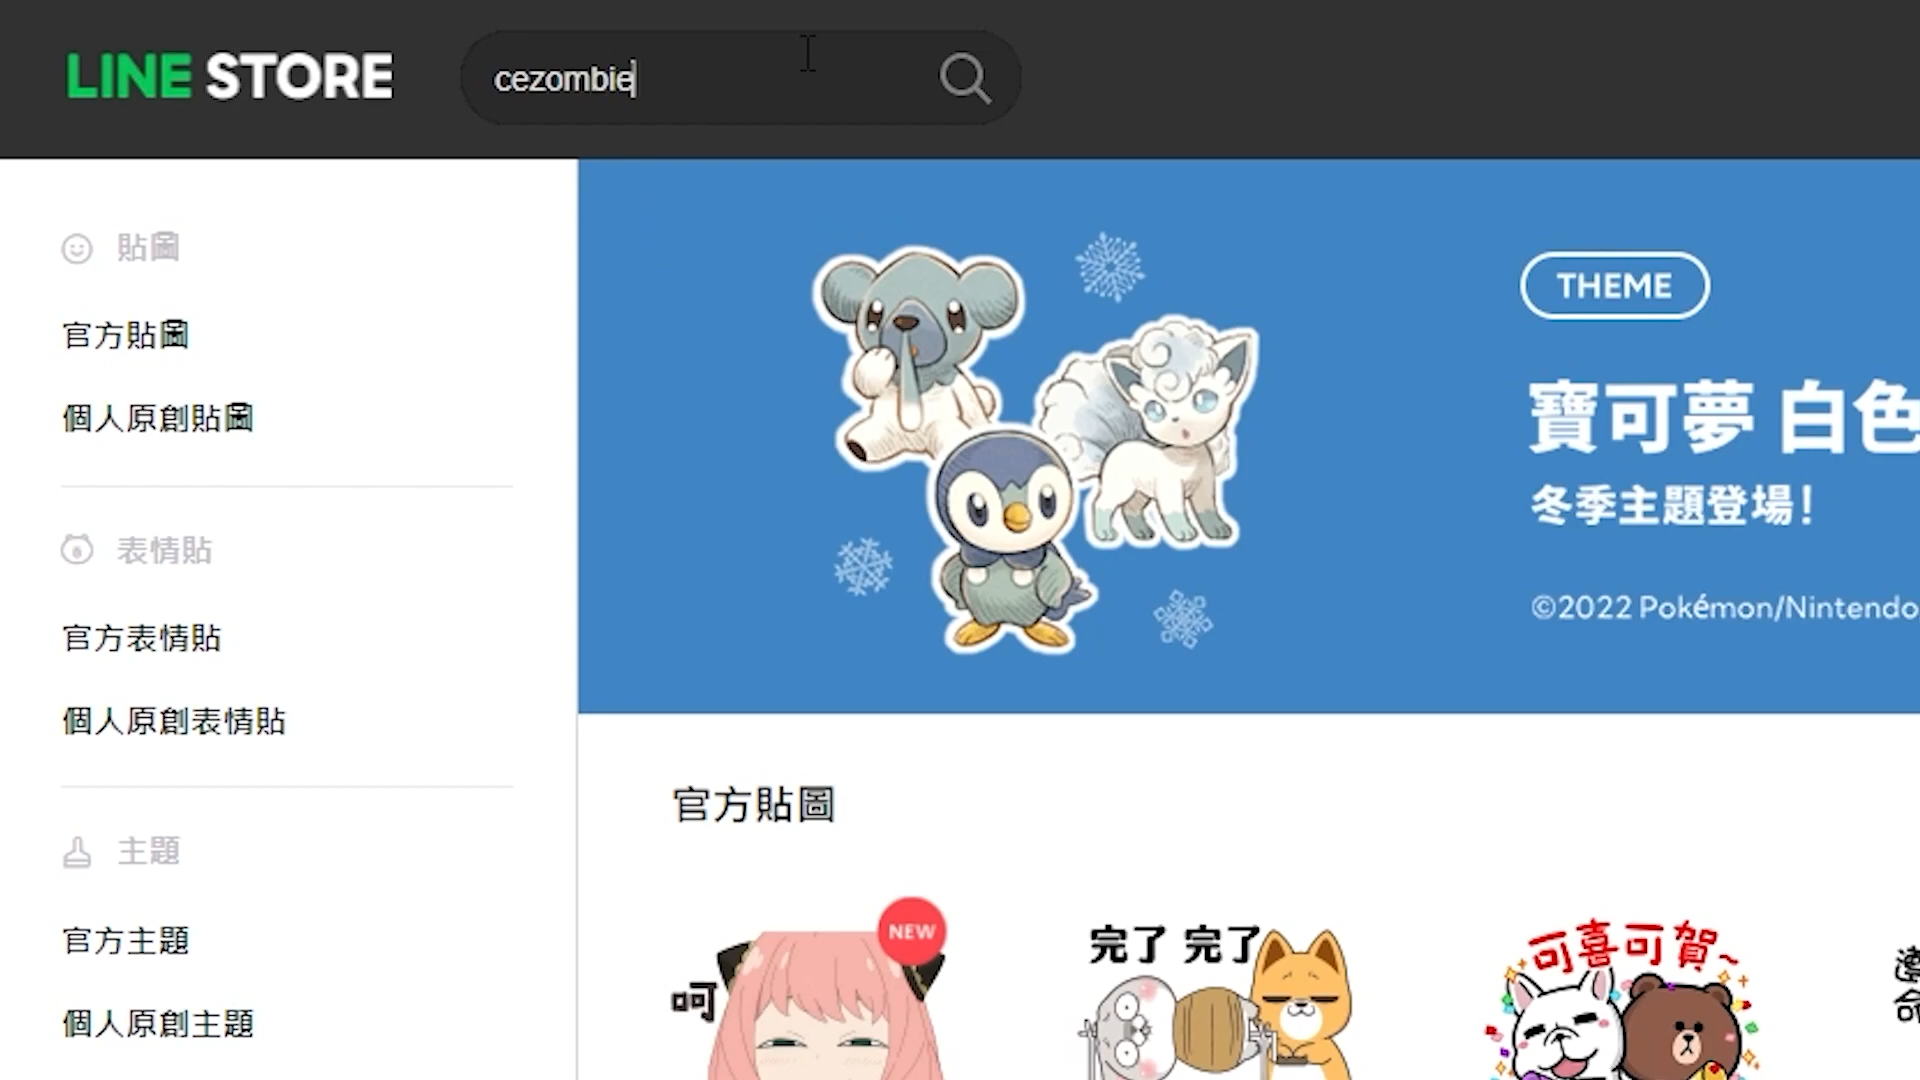 LINE STORE
cezombie
貼圖
官方貼圖
個人原創貼圖
表情貼
官方表情貼
個人原創表情貼
主題
官方主題
個人原創主題
THEME
寶可夢 白色
冬季主題登場!
©2022 Pokémon/Nintendo
官方貼圖
NEW
呵
完了 完了
可喜可賀~
遵命